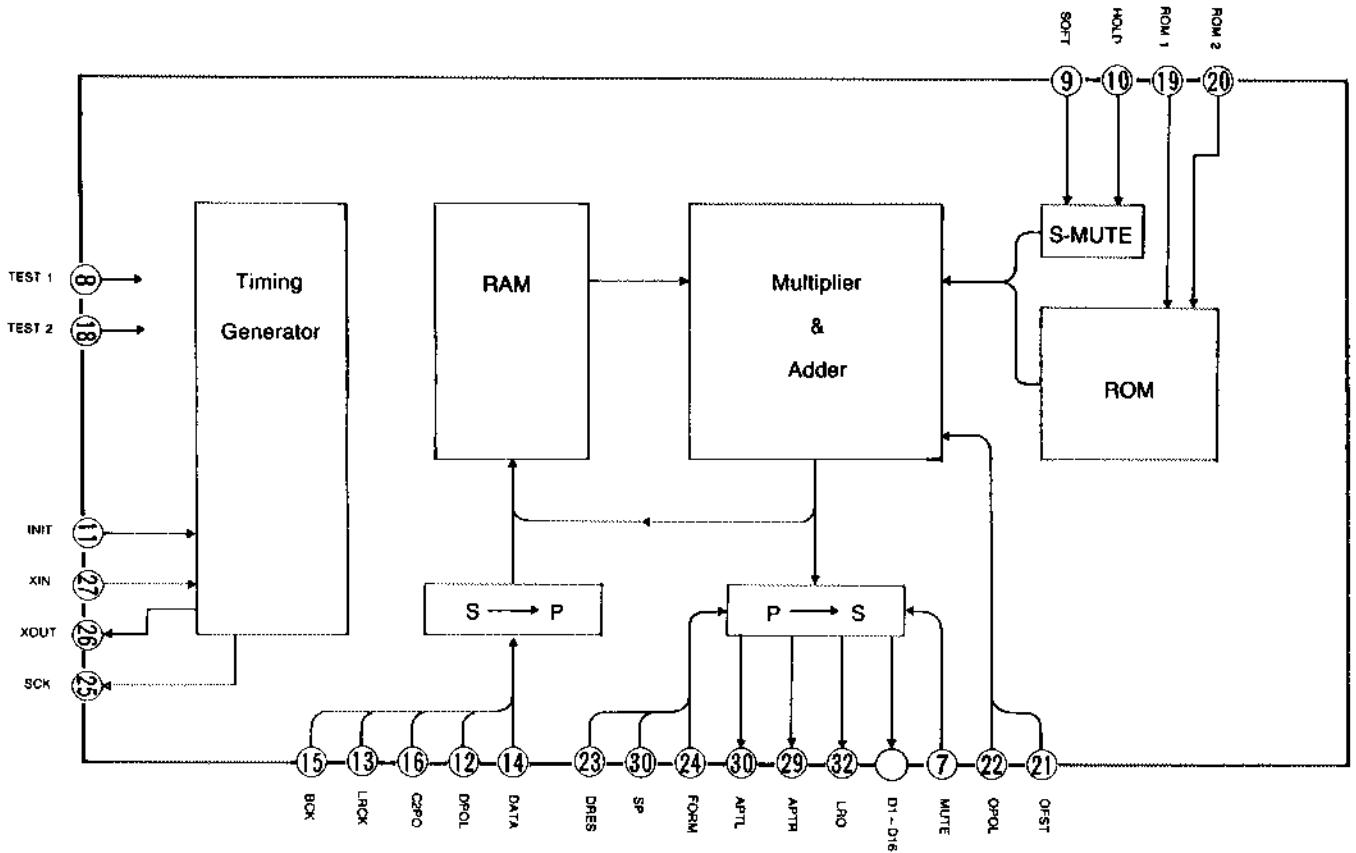 SOFT
HOLD
ROM 1
ROM 2
9
10
19
20
S-MUTE
Timing
Generator
RAM
Multiplier
&
Adder
ROM
TEST 1
8
TEST 2
18
INIT
11
XIN
27
XOUT
26
SCK
25
S
P
P
S
15
13
16
12
14
23
30
24
30
29
32
7
22
21
BCK
LRCK
C2PO
DPOL
DATA
DRES
SP
FORM
APTL
APTR
LRO
D1~D16
MUTE
OPOL
OFST